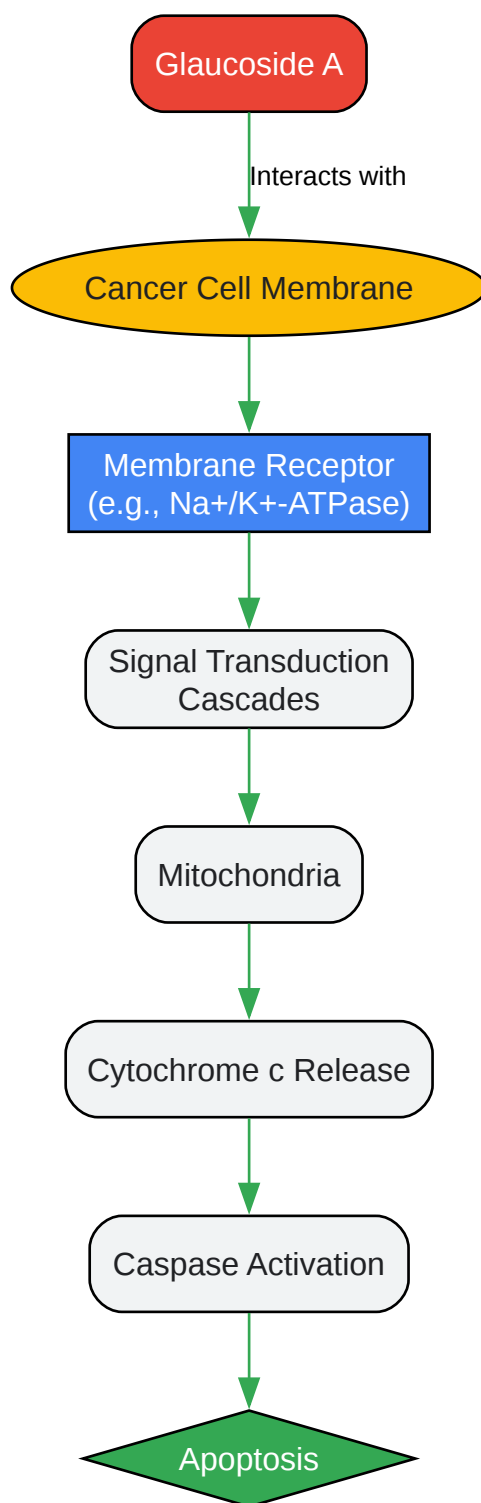 Glaucoside A
Interacts with
Cancer Cell Membrane
Membrane Receptor
(e.g., Na+/K+-ATPase)
Signal Transduction
Cascades
Mitochondria
Cytochrome c Release
Caspase Activation
Apoptosis